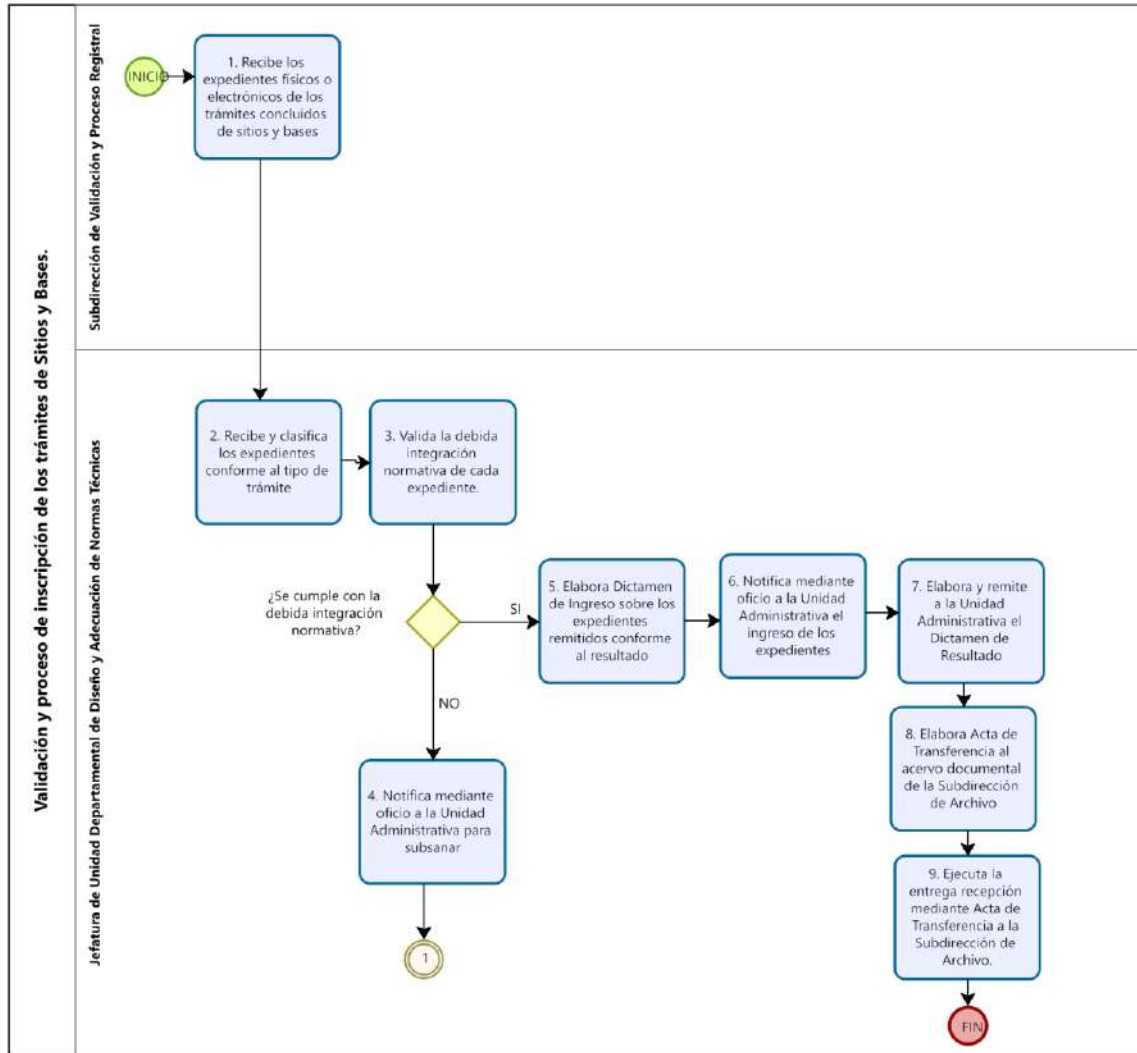 Validación y proceso de inscripción de los trámites de Sitios y Bases.
Subdirección de Validación y Proceso Registral
INICIO
1. Recibe los
expedientes físicos o
electrónicos de los
trámites concluidos
de sitios y bases
Jefatura de Unidad Departamental de Diseño y Adecuación de Normas Técnicas
2. Recibe y clasifica
los expedientes
conforme al tipo de
trámite
3. Valida la debida
integración
normativa de cada
expediente.
¿Se cumple con la
debida integración
normativa?
SI
NO
4. Notifica mediante
oficio a la Unidad
Administrativa para
subsanar
1
5. Elabora Dictamen
de Ingreso sobre los
expedientes
remitidos conforme
al resultado
6. Notifica mediante
oficio a la Unidad
Administrativa el
ingreso de los
expedientes
7. Elabora y remite
a la Unidad
Administrativa el
Dictamen de
Resultado
8. Elabora Acta de
Transferencia al
acervo documental
de la Subdirección
de Archivo
9. Ejecuta la
entrega recepción
mediante Acta de
Transferencia a la
Subdirección de
Archivo.
FIN